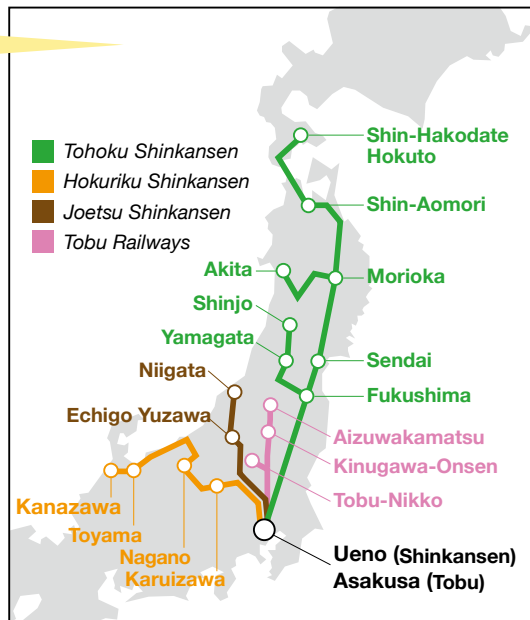 Shin-Hakodate
Hokuto
Tohoku Shinkansen
Hokuriku Shinkansen
Joetsu Shinkansen
Tobu Railways
Shin-Aomori
Akita
Morioka
Shinjo
Yamagata
Sendai
Niigata
Fukushima
Echigo Yuzawa
Aizuwakamatsu
Kinugawa-Onsen
Tobu-Nikko
Kanazawa
Toyama
Nagano
Karuizawa
Ueno (Shinkansen)
Asakusa (Tobu)